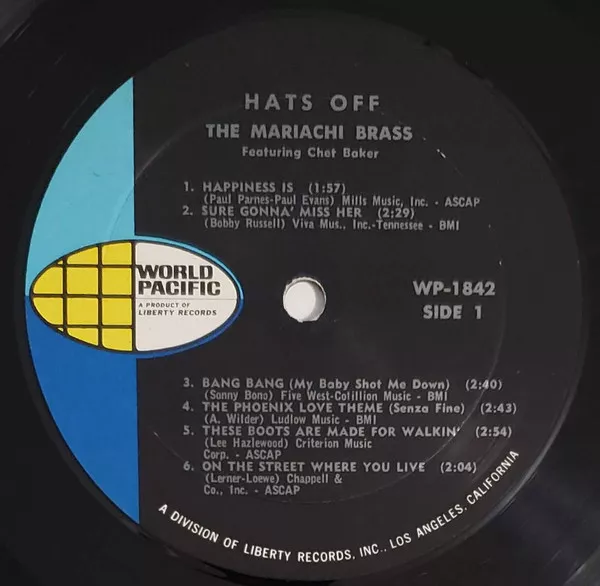 HATS OFF
THE MARIACHI BRASS
Featuring Chet Baker
1. HAPPINESS IS (1:57)
(Paul Parnes-Paul Evans) Mills Music, Inc. - ASCAP
2. SURE GONNA' MISS HER (2:29)
(Bobby Russell) Viva Mus., Inc.-Tennessee - BMI
WORLD
PACIFIC
A PRODUCT OF
LIBERTY RECORDS
WP-1842
SIDE 1
3. BANG BANG (My Baby Shot Me Down) (2:40)
(Sonny Bono) Five West-Cotillion Music - BMI
4. THE PHOENIX LOVE THEME (Senza Fine) (2:43)
(A. Wilder) Ludlow Music - BMI
5. THESE BOOTS ARE MADE FOR WALKIN' (2:54)
(Lee Hazlewood) Criterion Music
Corp. - ASCAP
6. ON THE STREET WHERE YOU LIVE (2:04)
(Lerner-Loewe) Chappell &
Co., Inc. - ASCAP
A DIVISION OF LIBERTY RECORDS, INC., LOS ANGELES, CALIFORNIA